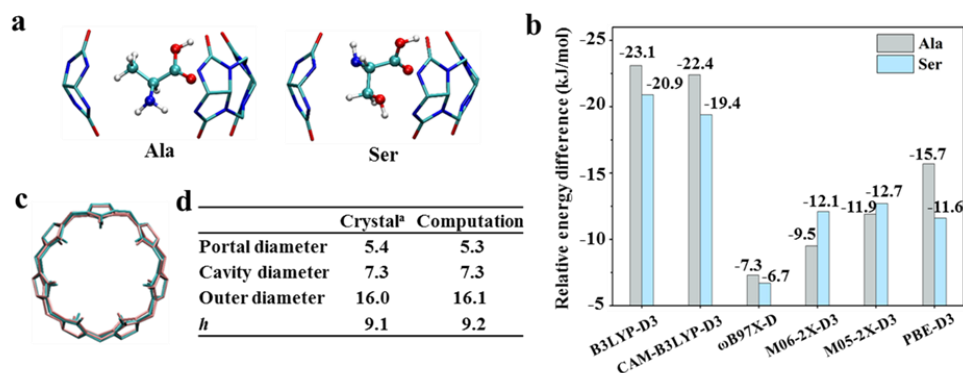 a
Ala
Ser
b
Relative energy difference (kJ/mol)
-25
-20
-15
-10
-5
Ala
Ser
-23.1
-20.9
-22.4
-19.4
-7.3
-6.7
-9.5
-12.1
-11.9
-12.7
-15.7
-11.6
B3LYP-D3
CAM-B3LYP-D3
ωB97X-D
M06-2X-D3
M05-2X-D3
PBE-D3
c
d
Crystalᵃ Computation
Portal diameter 5.4 5.3
Cavity diameter 7.3 7.3
Outer diameter 16.0 16.1
h 9.1 9.2